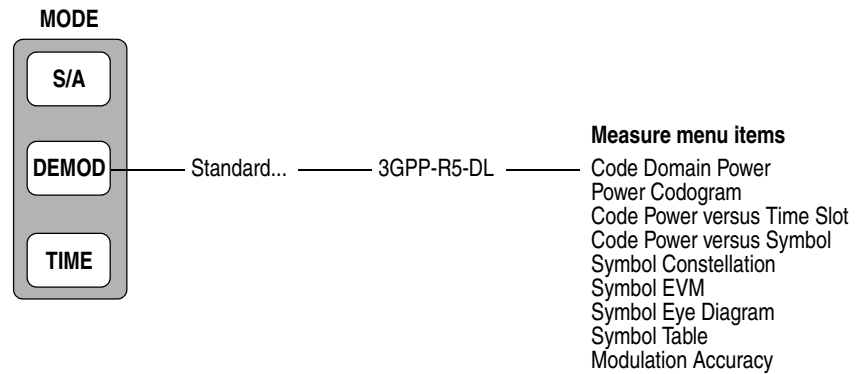 MODE
S/A
DEMOD
Standard...
3GPP-R5-DL
TIME
Measure menu items
Code Domain Power
Power Codogram
Code Power versus Time Slot
Code Power versus Symbol
Symbol Constellation
Symbol EVM
Symbol Eye Diagram
Symbol Table
Modulation Accuracy